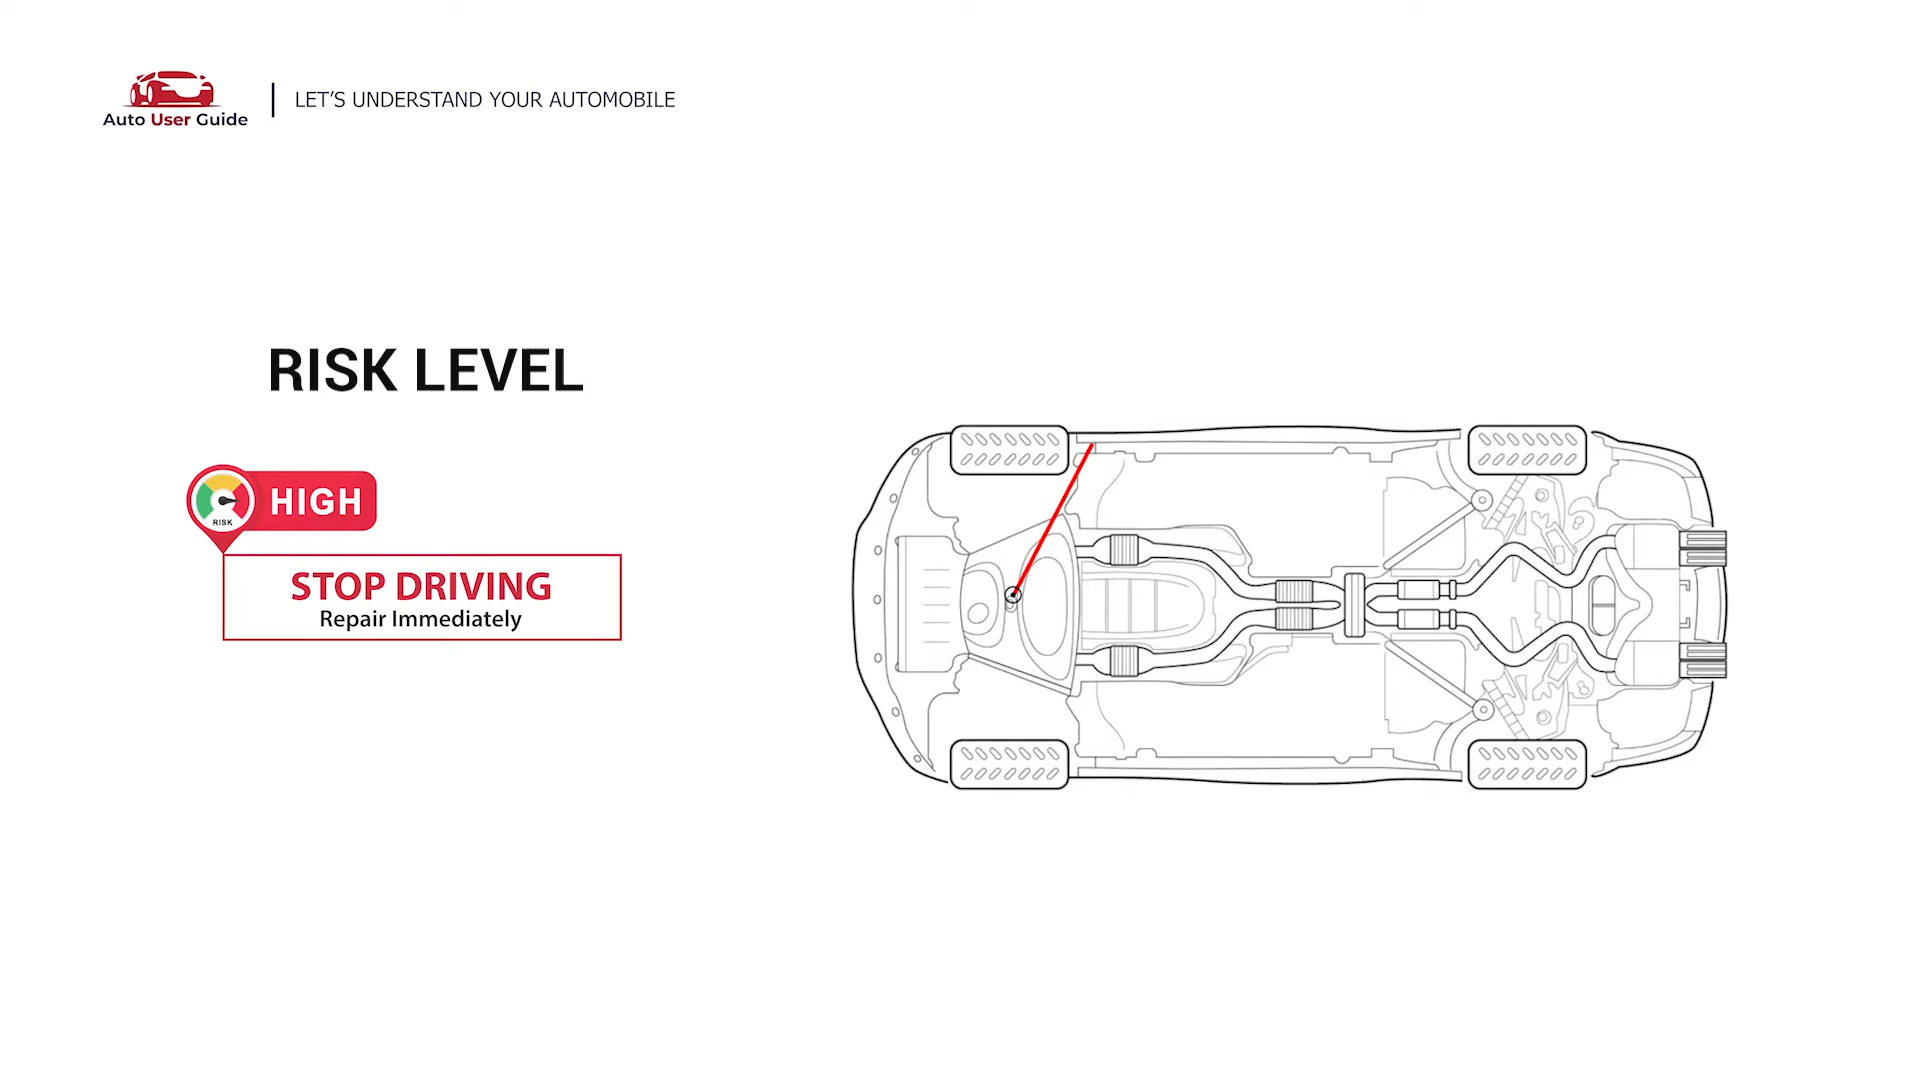 Auto User Guide
LET'S UNDERSTAND YOUR AUTOMOBILE
RISK LEVEL
RISK
HIGH
STOP DRIVING
Repair Immediately